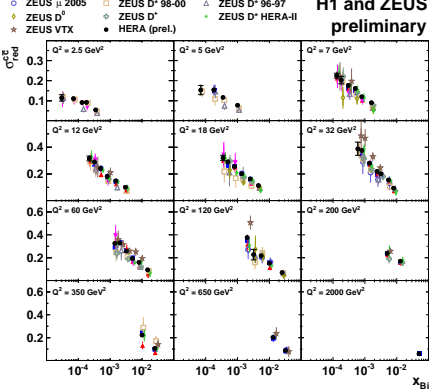 ZEUS μ 2005 ZEUS D* 98-00 ZEUS D* 96-97 H1 and ZEUS
ZEUS D⁰ ZEUS D⁺ ZEUS D* HERA-II preliminary
ZEUS VTX HERA (prel.)
σ_red^cc̄
Q² = 2.5 GeV² Q² = 5 GeV² Q² = 7 GeV²
0.3
0.2
0.1
Q² = 12 GeV² Q² = 18 GeV² Q² = 32 GeV²
0.4
0.2
Q² = 60 GeV² Q² = 120 GeV² Q² = 200 GeV²
0.6
0.4
0.2
Q² = 350 GeV² Q² = 650 GeV² Q² = 2000 GeV²
0.6
0.4
0.2
10⁻⁴ 10⁻³ 10⁻² 10⁻⁴ 10⁻³ 10⁻² 10⁻⁴ 10⁻³ 10⁻²